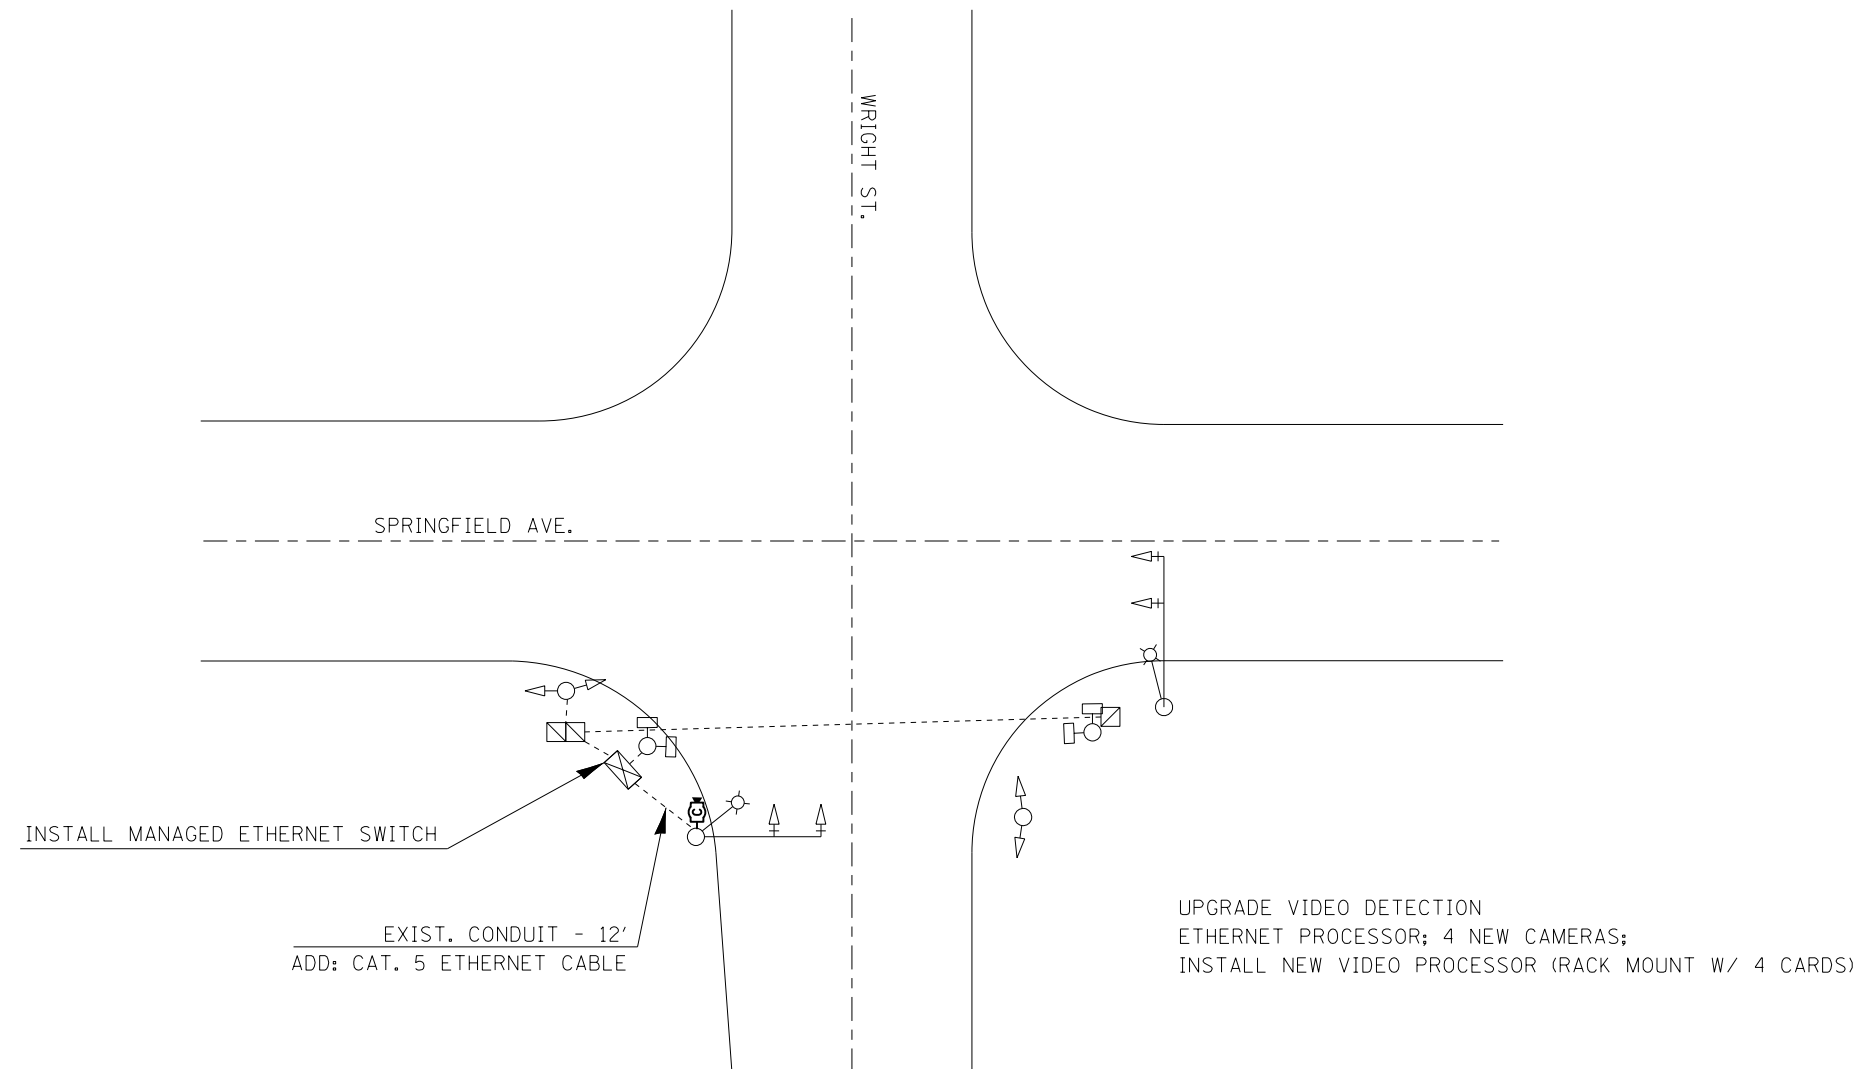 WRIGHT ST.
SPRINGFIELD AVE.
C
INSTALL MANAGED ETHERNET SWITCH
EXIST. CONDUIT - 12'
ADD: CAT. 5 ETHERNET CABLE
UPGRADE VIDEO DETECTION
ETHERNET PROCESSOR; 4 NEW CAMERAS;
INSTALL NEW VIDEO PROCESSOR (RACK MOUNT W/ 4 CARDS)